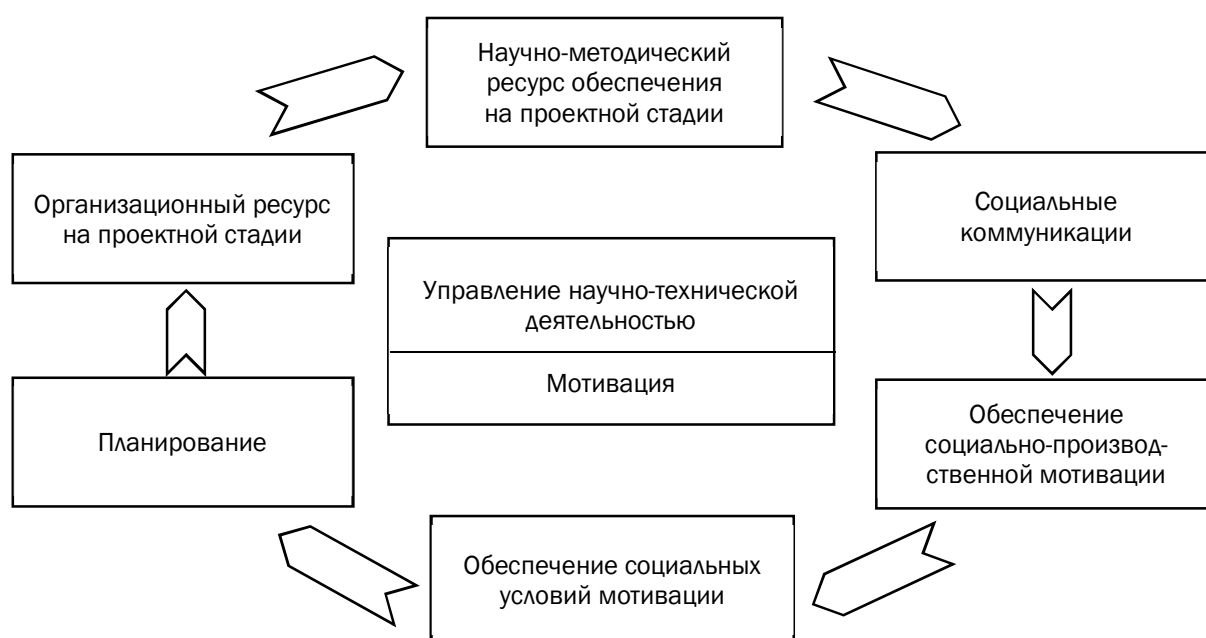 Научно-методический
ресурс обеспечения
на проектной стадии
Организационный ресурс
на проектной стадии
Социальные
коммуникации
Управление научно-технической
деятельностью
Мотивация
Планирование
Обеспечение
социально-производ-
ственной мотивации
Обеспечение социальных
условий мотивации